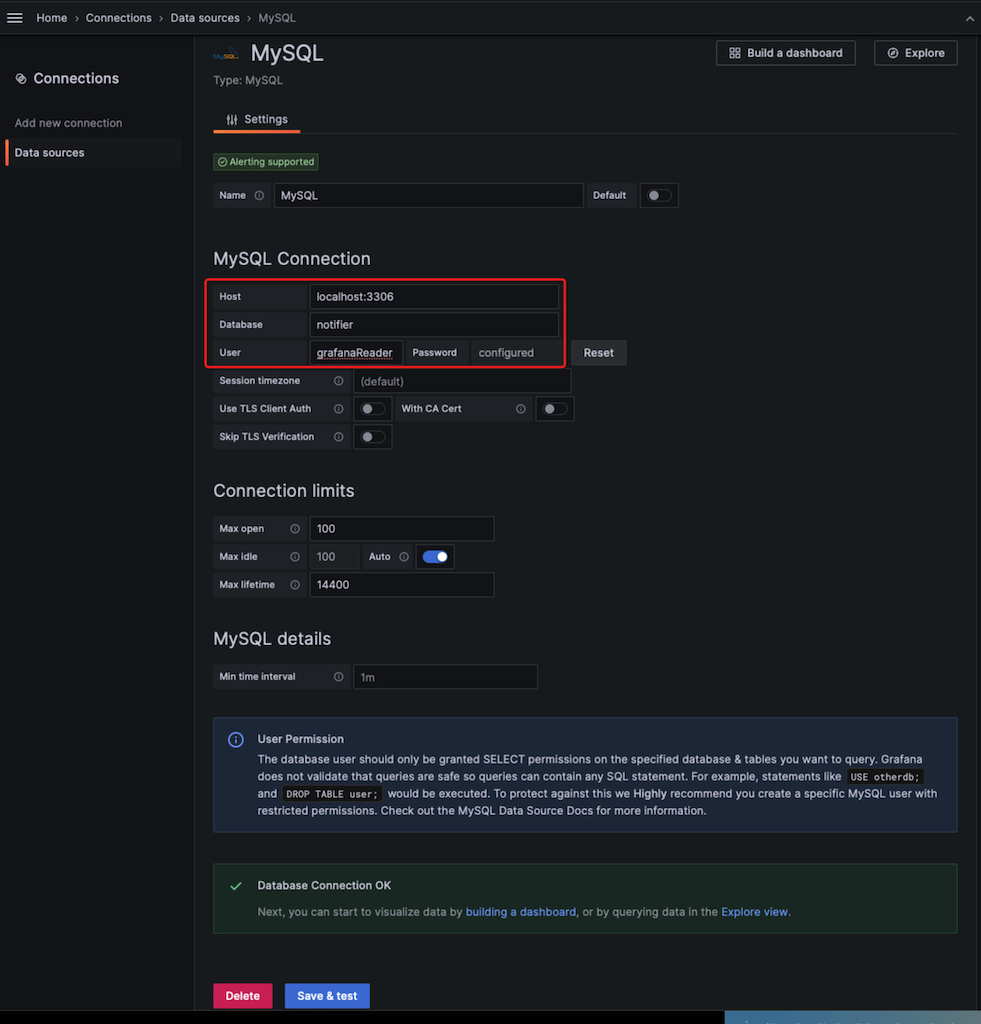 Home › Connections › Data sources › MySQL
MySQL MySQL
Build a dashboard
Explore
Type: MySQL
Connections
Add new connection
Data sources
Settings
Alerting supported
Name MySQL Default
MySQL Connection
Host localhost:3306
Database notifier
User grafanaReader Password configured Reset
Session timezone (default)
Use TLS Client Auth With CA Cert
Skip TLS Verification
Connection limits
Max open 100
Max idle 100 Auto
Max lifetime 14400
MySQL details
Min time interval 1m
User Permission
The database user should only be granted SELECT permissions on the specified database & tables you want to query. Grafana
does not validate that queries are safe so queries can contain any SQL statement. For example, statements like USE otherdb;
and DROP TABLE user; would be executed. To protect against this we Highly recommend you create a specific MySQL user with
restricted permissions. Check out the MySQL Data Source Docs for more information.
Database Connection OK
Next, you can start to visualize data by building a dashboard, or by querying data in the Explore view.
Delete Save & test